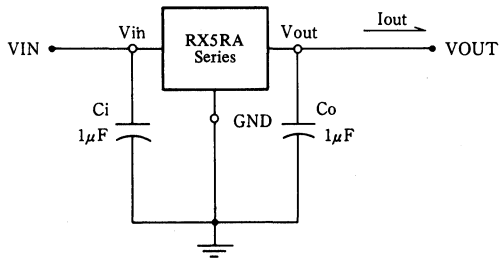 Iout
Vin
RX5RA
Series
Vout
VIN
VOUT
Ci
1μF
GND
Co
1μF